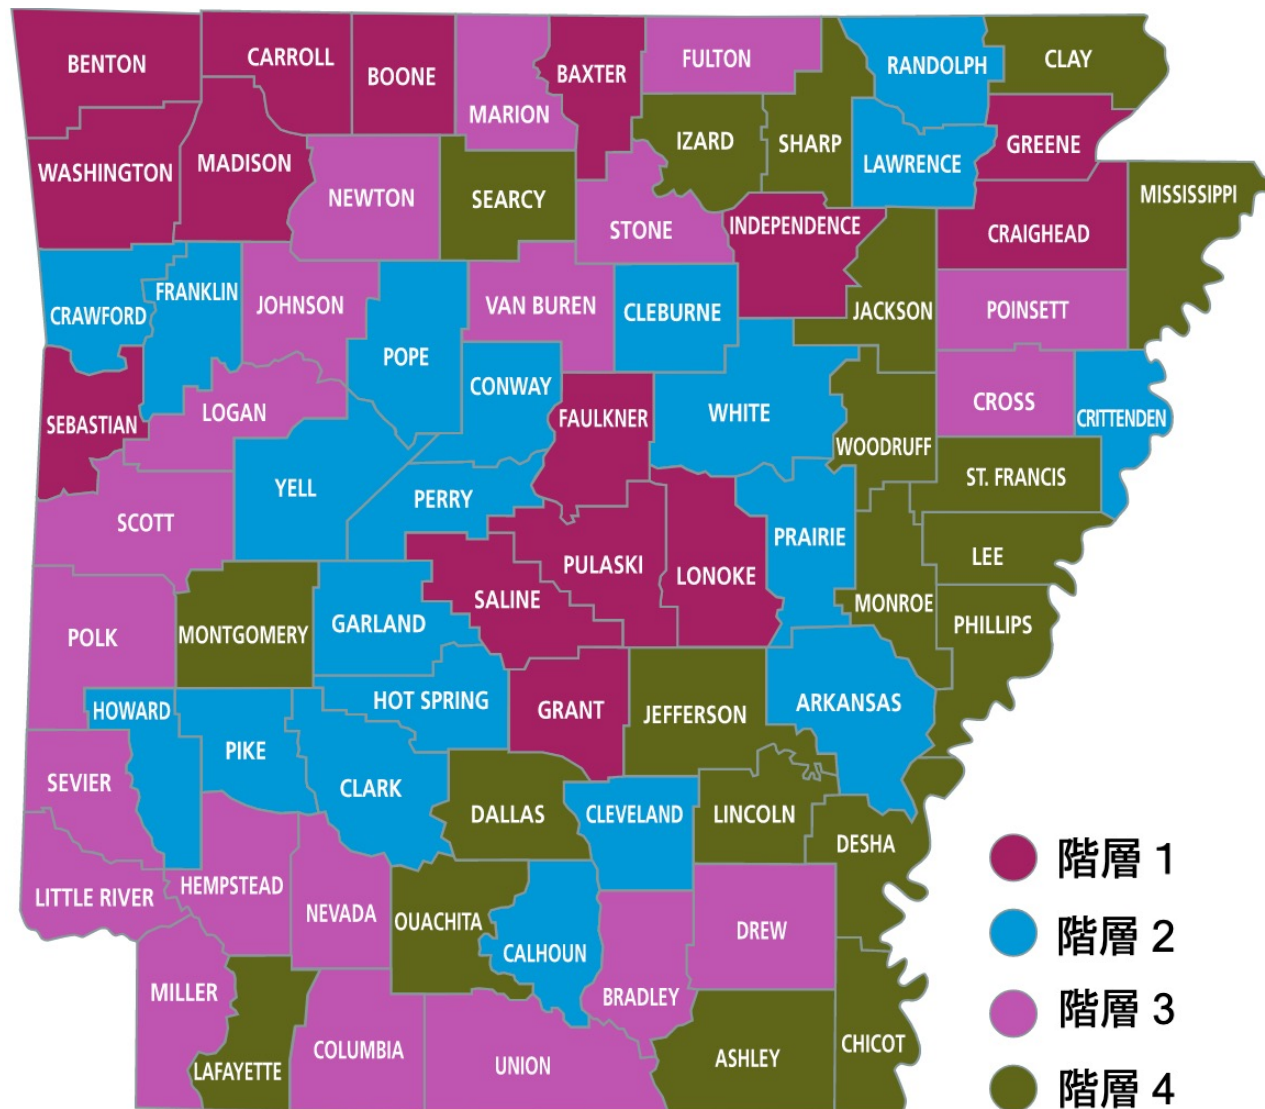 BENTON
CARROLL
BOONE
MARION
BAXTER
FULTON
RANDOLPH
CLAY
WASHINGTON
MADISON
NEWTON
SEARCY
IZARD
SHARP
LAWRENCE
GREENE
MISSISSIPPI
STONE
INDEPENDENCE
CRAIGHEAD
CRAWFORD
FRANKLIN
JOHNSON
POPE
VAN BUREN
CLEBURNE
JACKSON
POINSETT
SEBASTIAN
LOGAN
CONWAY
FAULKNER
WHITE
WOODRUFF
CROSS
CRITTENDEN
SCOTT
YELL
PERRY
ST. FRANCIS
PULASKI
LONOKE
PRAIRIE
LEE
POLK
MONTGOMERY
GARLAND
SALINE
MONROE
PHILLIPS
HOWARD
PIKE
HOT SPRING
GRANT
JEFFERSON
ARKANSAS
SEVIER
CLARK
DALLAS
CLEVELAND
LINCOLN
DESHA
LITTLE RIVER
HEMPSTEAD
NEVADA
OUACHITA
CALHOUN
BRADLEY
DREW
MILLER
LAFAYETTE
COLUMBIA
UNION
ASHLEY
CHICOT
階層 1
階層 2
階層 3
階層 4